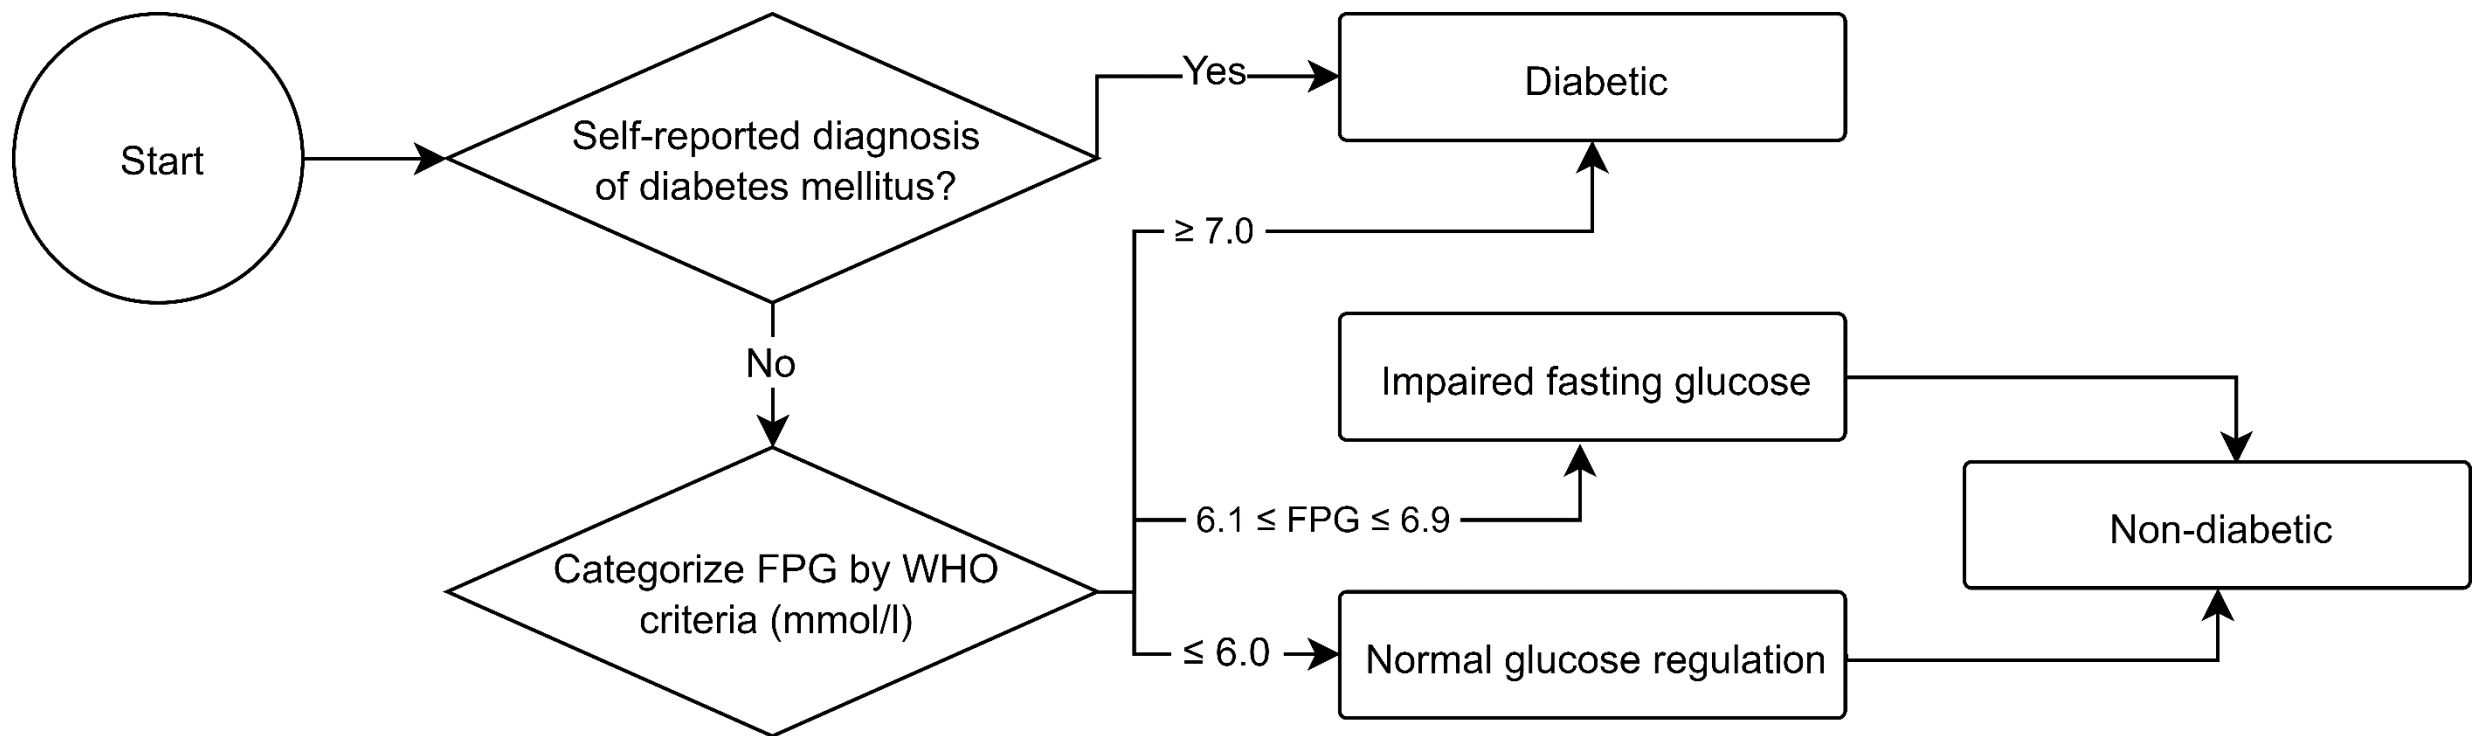 Start
Self-reported diagnosis
of diabetes mellitus?
Yes
Diabetic
≥ 7.0
No
Impaired fasting glucose
6.1 ≤ FPG ≤ 6.9
Non-diabetic
Categorize FPG by WHO
criteria (mmol/l)
≤ 6.0
Normal glucose regulation